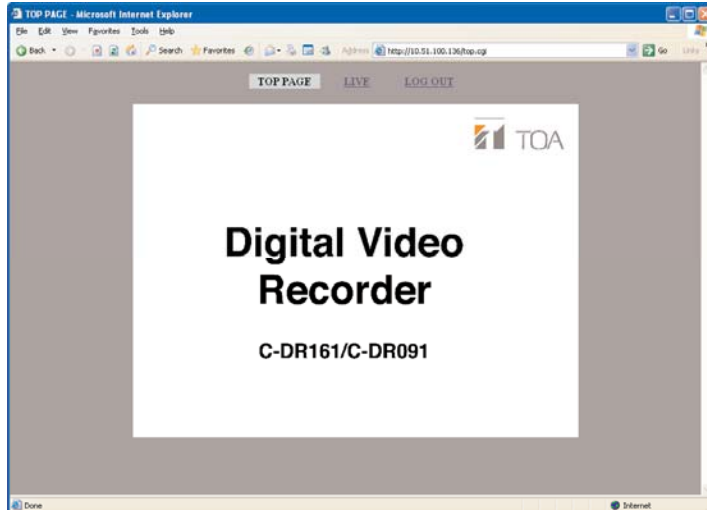 TOP PAGE - Microsoft Internet Explorer
File Edit View Favorites Tools Help
Back Search Favorites Address http://10.51.100.136/top.cgi Go Links
TOP PAGE LIVE LOG OUT
TOA
Digital Video
Recorder
C-DR161/C-DR091
Done Internet